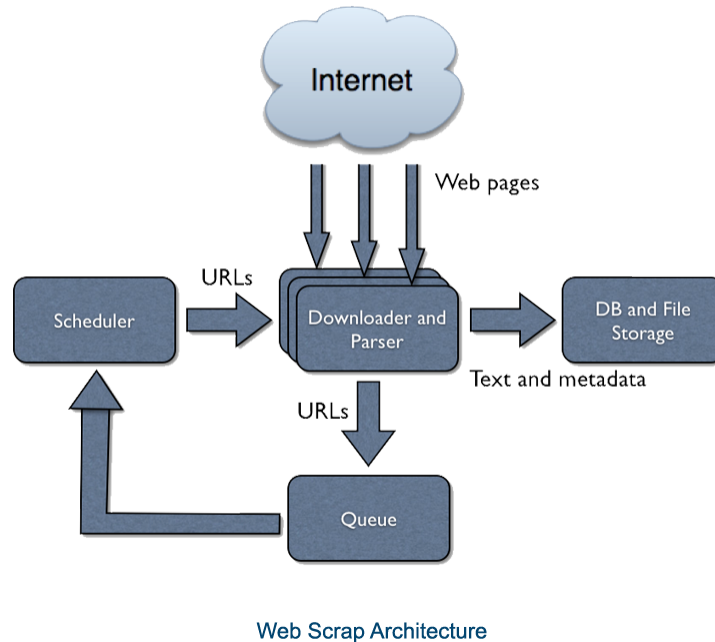 Internet
Web pages
URLs
Scheduler
Downloader and
Parser
DB and File
Storage
Text and metadata
URLs
Queue
Web Scrap Architecture